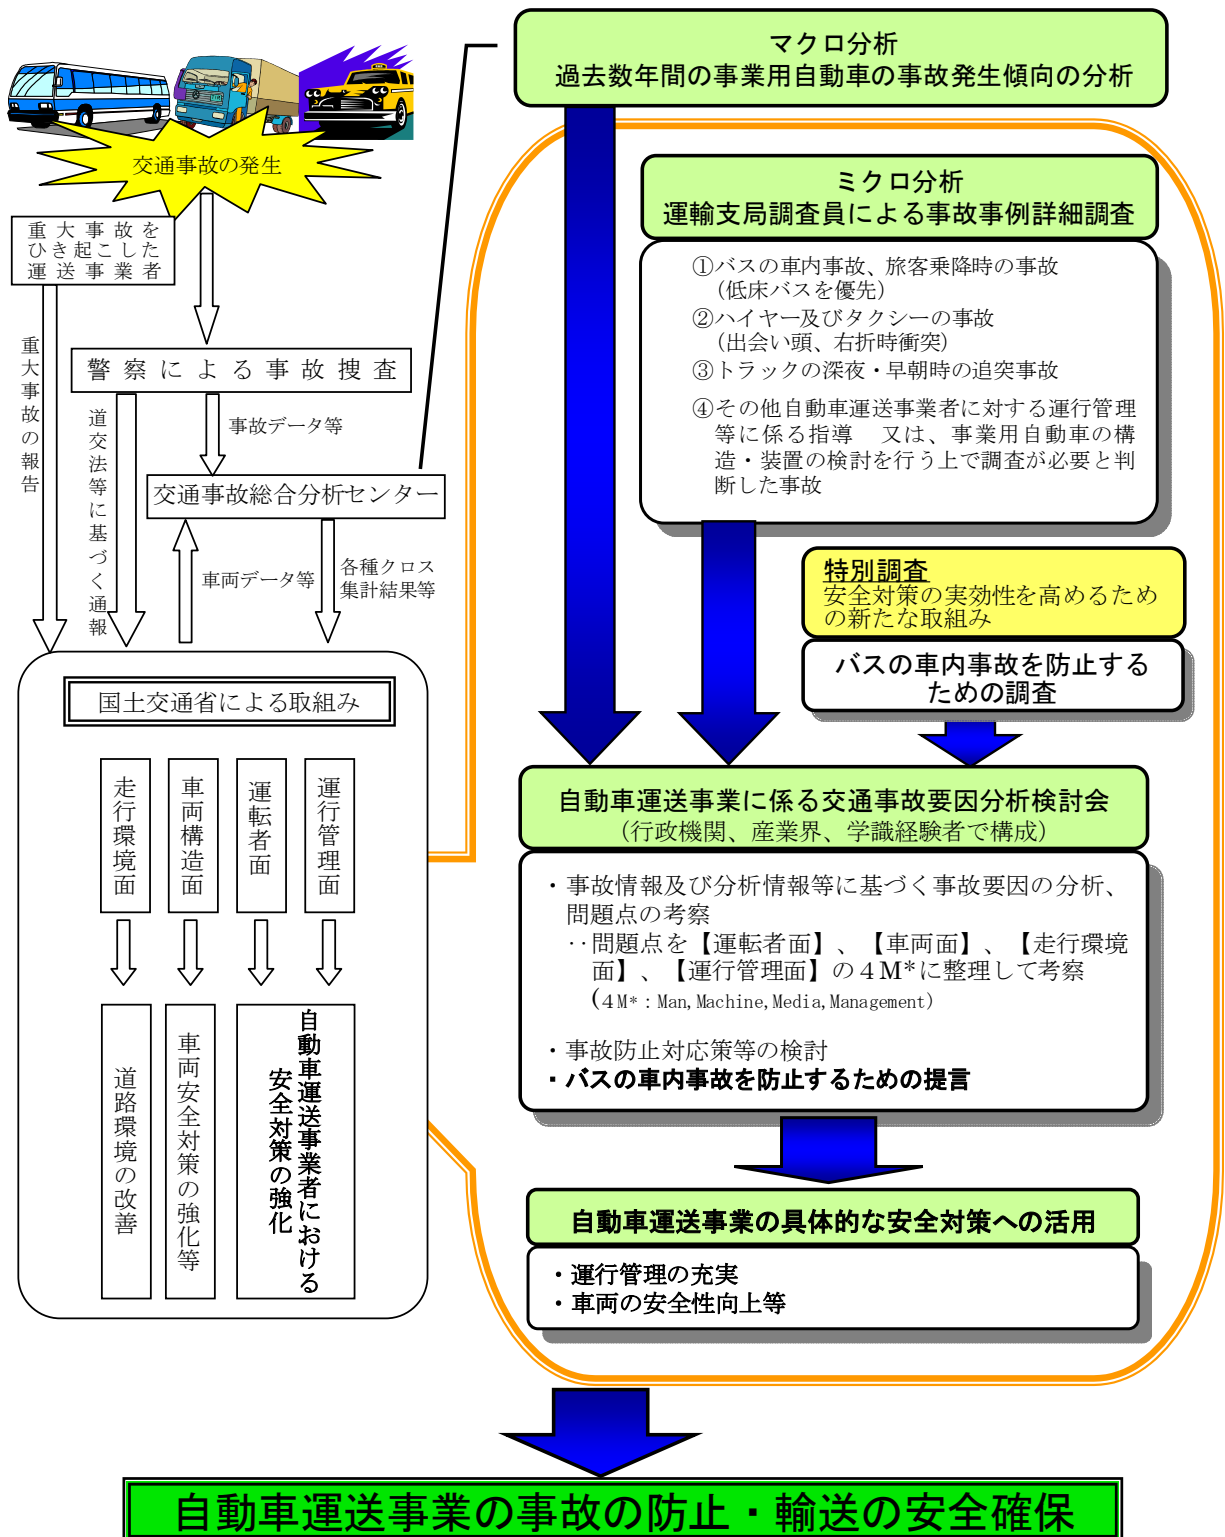 マクロ分析
過去数年間の事業用自動車の事故発生傾向の分析
交通事故の発生
重大事故を
ひき起こした
運送事業者
重大事故の報告
警察による事故捜査
道交法等に基づく通報
事故データ等
交通事故総合分析センター
車両データ等
各種クロス
集計結果等
国土交通省による取組み
走行環境面
車両構造面
運転者面
運行管理面
道路環境の改善
車両安全対策の強化等
自動車運送事業者における
安全対策の強化
ミクロ分析
運輸支局調査員による事故事例詳細調査
①バスの車内事故、旅客乗降時の事故
(低床バスを優先)
②ハイヤー及びタクシーの事故
(出会い頭、右折時衝突)
③トラックの深夜・早朝時の追突事故
④その他自動車運送事業者に対する運行管理
等に係る指導　又は、事業用自動車の構
造・装置の検討を行う上で調査が必要と判
断した事故
特別調査
安全対策の実効性を高めるため
の新たな取組み
バスの車内事故を防止する
ための調査
自動車運送事業に係る交通事故要因分析検討会
(行政機関、産業界、学識経験者で構成)
・事故情報及び分析情報等に基づく事故要因の分析、
問題点の考察
‥問題点を【運転者面】、【車両面】、【走行環境
面】、【運行管理面】の４M*に整理して考察
(4M*：Man,Machine,Media,Management)
・事故防止対応策等の検討
・バスの車内事故を防止するための提言
自動車運送事業の具体的な安全対策への活用
・運行管理の充実
・車両の安全性向上等
自動車運送事業の事故の防止・輸送の安全確保